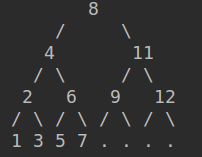 8
/ \
4 11
/ \ / \
2 6 9 12
/ \ / \ / \ / \
1 3 5 7 . . . .